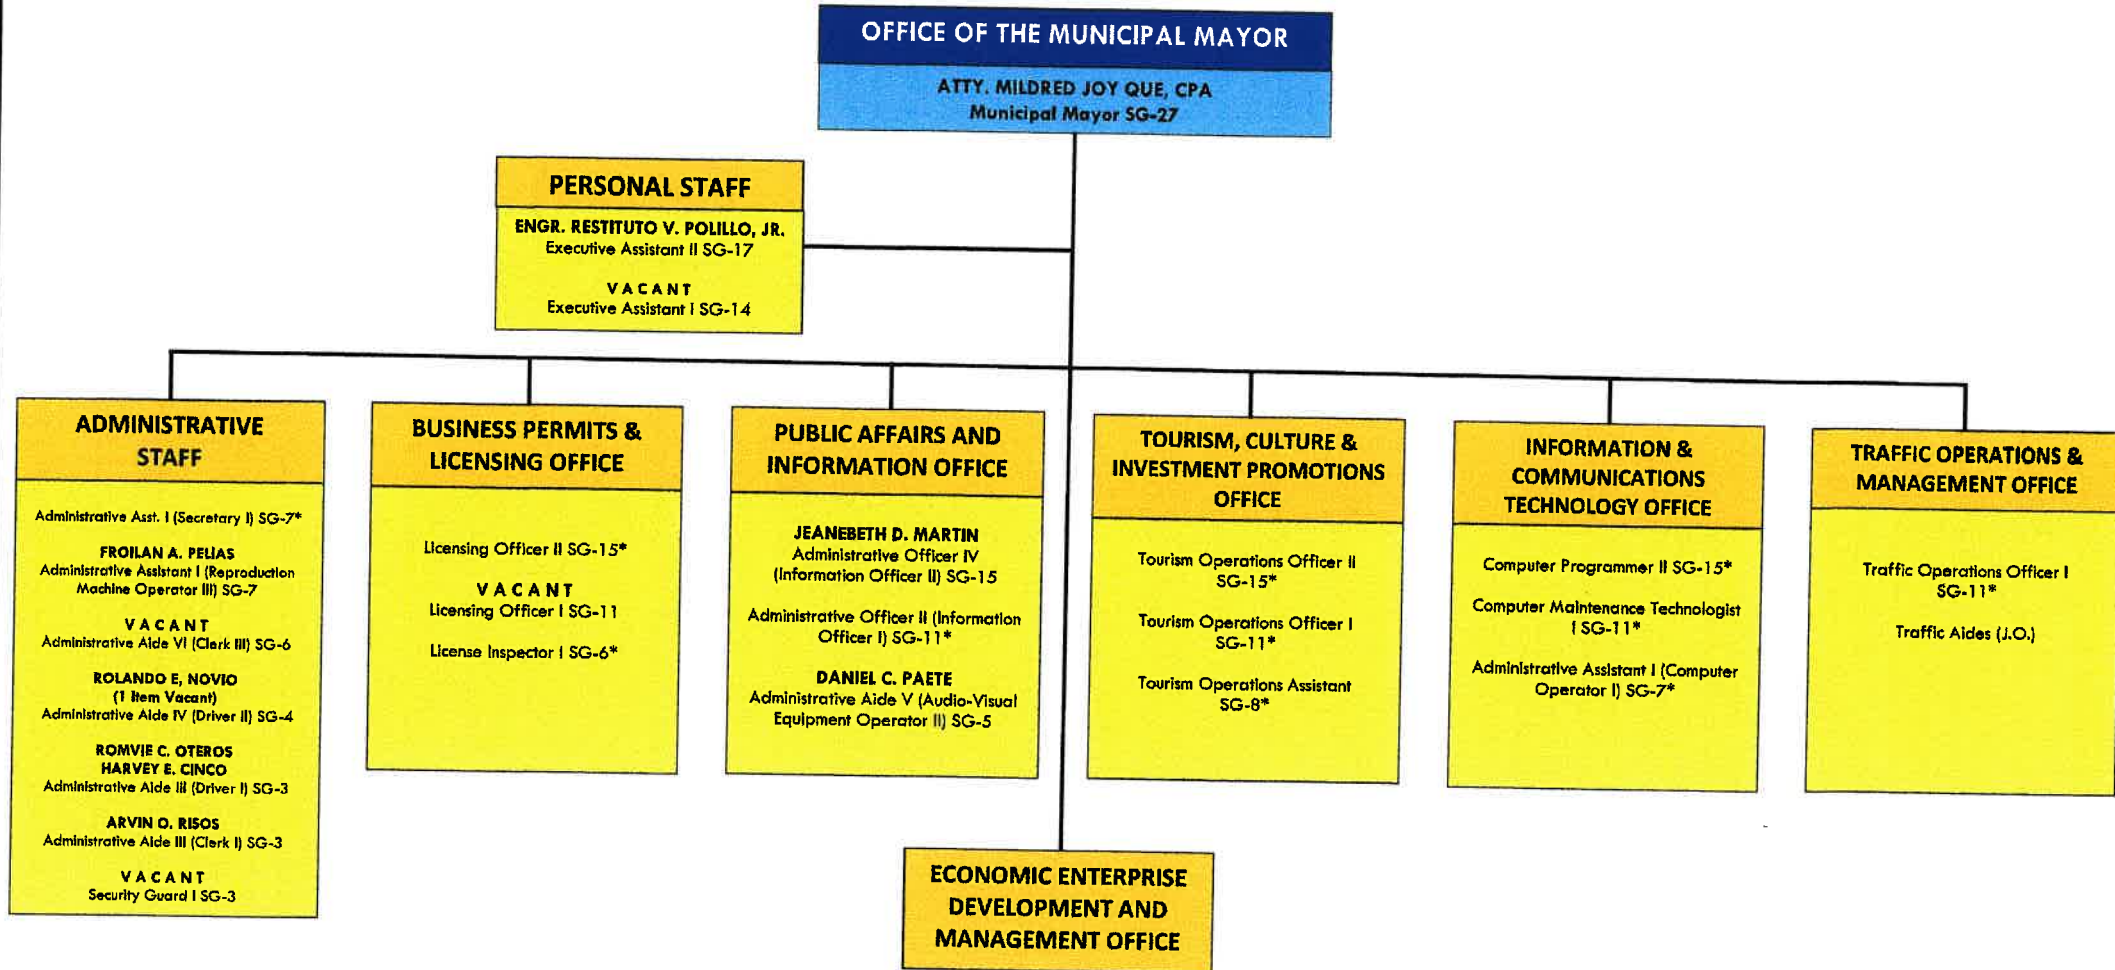 OFFICE OF THE MUNICIPAL MAYOR
ATTY. MILDRED JOY QUE, CPA
Municipal Mayor SG-27
PERSONAL STAFF
ENGR. RESTITUTO V. POLILLO, JR.
Executive Assistant II SG-17
VACANT
Executive Assistant I SG-14
ADMINISTRATIVE
STAFF
Administrative Asst. I (Secretary I) SG-7*
FROILAN A. PELIAS
Administrative Assistant I (Reproduction
Machine Operator III) SG-7
VACANT
Administrative Aide VI (Clerk III) SG-6
ROLANDO E, NOVIO
(1 Item Vacant)
Administrative Aide IV (Driver II) SG-4
ROMVIE C. OTEROS
HARVEY E. CINCO
Administrative Aide III (Driver I) SG-3
ARVIN O. RISOS
Administrative Aide III (Clerk I) SG-3
VACANT
Security Guard I SG-3
BUSINESS PERMITS &
LICENSING OFFICE
Licensing Officer II SG-15*
VACANT
Licensing Officer I SG-11
License Inspector I SG-6*
PUBLIC AFFAIRS AND
INFORMATION OFFICE
JEANEBETH D. MARTIN
Administrative Officer IV
(Information Officer II) SG-15
Administrative Officer II (Information
Officer I) SG-11*
DANIEL C. PAETE
Administrative Aide V (Audio-Visual
Equipment Operator II) SG-5
TOURISM, CULTURE &
INVESTMENT PROMOTIONS
OFFICE
Tourism Operations Officer II
SG-15*
Tourism Operations Officer I
SG-11*
Tourism Operations Assistant
SG-8*
INFORMATION &
COMMUNICATIONS
TECHNOLOGY OFFICE
Computer Programmer II SG-15*
Computer Maintenance Technologist
I SG-11*
Administrative Assistant I (Computer
Operator I) SG-7*
TRAFFIC OPERATIONS &
MANAGEMENT OFFICE
Traffic Operations Officer I
SG-11*
Traffic Aides (J.O.)
ECONOMIC ENTERPRISE
DEVELOPMENT AND
MANAGEMENT OFFICE